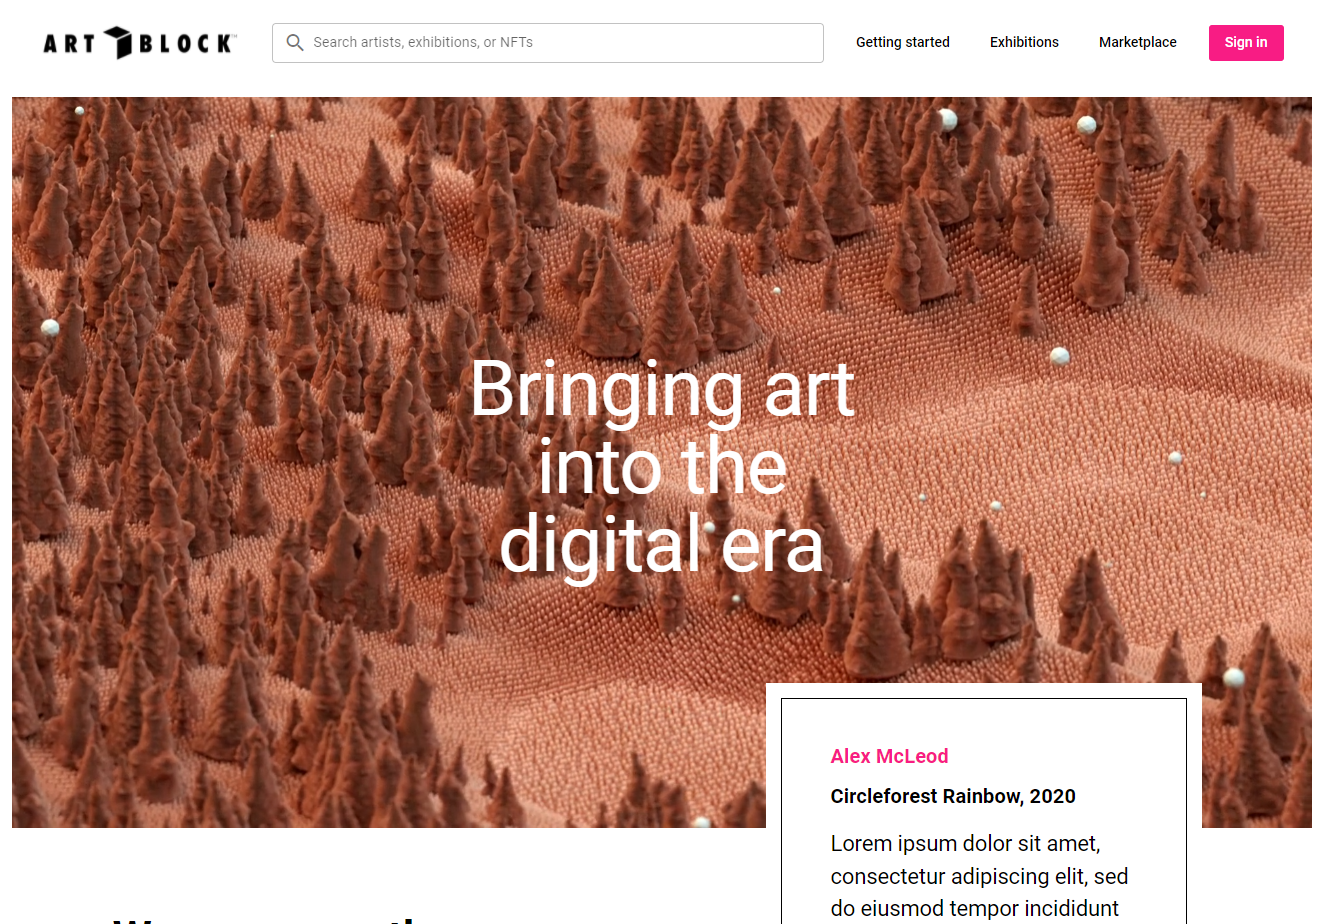 ART BLOCK™
Search artists, exhibitions, or NFTs
Getting started
Exhibitions
Marketplace
Sign in
Bringing art
into the
digital era
Alex McLeod
Circleforest Rainbow, 2020
Lorem ipsum dolor sit amet,
consectetur adipiscing elit, sed
do eiusmod tempor incididunt